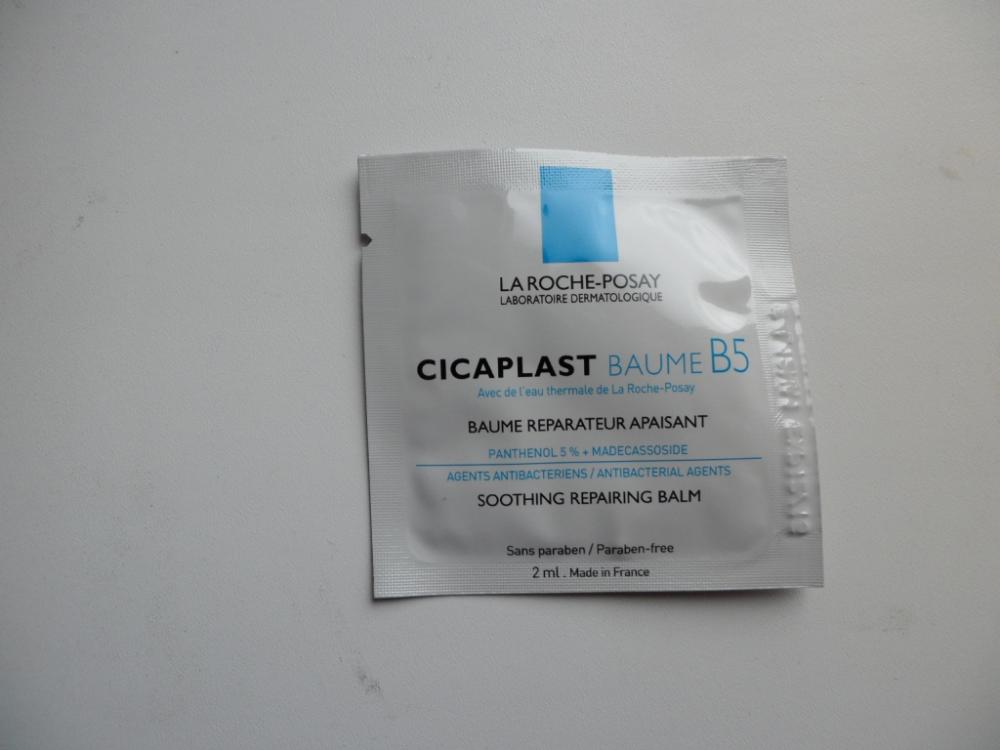 LA ROCHE-POSAY
LABORATOIRE DERMATOLOGIQUE
CICAPLAST BAUME B5
Avec de l'eau thermale de La Roche-Posay
BAUME REPARATEUR APAISANT
PANTHENOL 5 % + MADECASSOSIDE
AGENTS ANTIBACTERIENS / ANTIBACTERIAL AGENTS
SOOTHING REPAIRING BALM
Sans paraben / Paraben-free
2 ml . Made in France